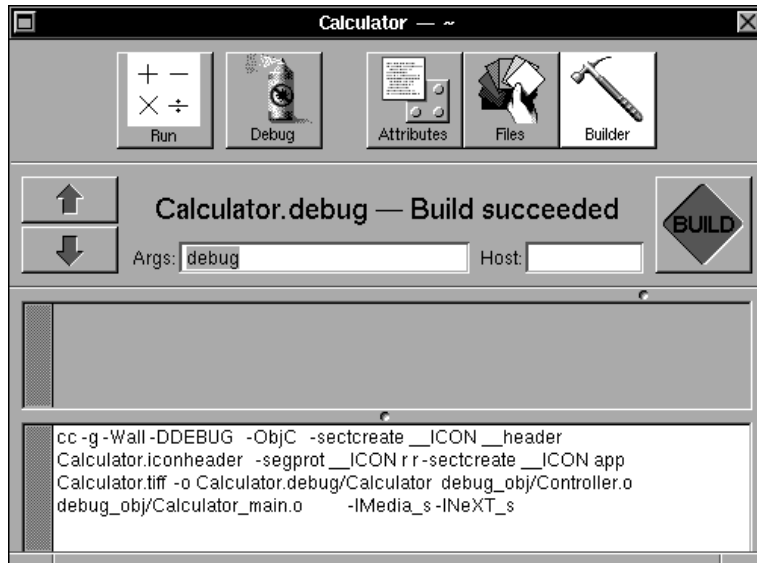 Calculator — ~
Run
Debug
Attributes
Files
Builder
Calculator.debug — Build succeeded
BUILD
Args: debug
Host:
cc -g -Wall -DDEBUG -ObjC -sectcreate __ICON __header
Calculator.iconheader -segprot __ICON r r -sectcreate __ICON app
Calculator.tiff -o Calculator.debug/Calculator debug_obj/Controller.o
debug_obj/Calculator_main.o -lMedia_s -lNeXT_s